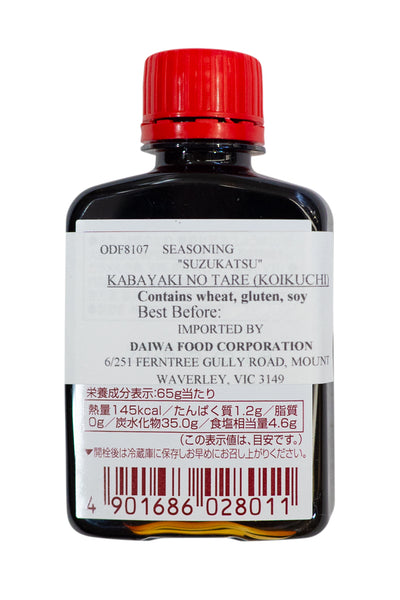 ODF8107 SEASONING
"SUZUKATSU"
KABAYAKI NO TARE (KOIKUCHI)
Contains wheat, gluten, soy
Best Before:
IMPORTED BY
DAIWA FOOD CORPORATION
6/251 FERNTREE GULLY ROAD, MOUNT
WAVERLEY, VIC 3149
栄養成分表示:65g当たり
熱量145kcal/たんぱく質1.2g/脂質
0g/炭水化物35.0g/食塩相当量4.6g
(この表示値は、目安です。)
▼開栓後は冷蔵庫に保存しお早めにお召し上がりください。
4 901686 028011